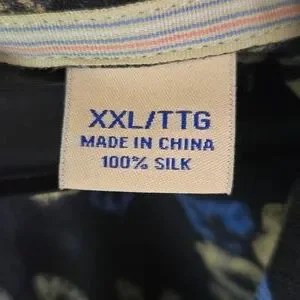 XXL/TTG
MADE IN CHINA
100% SILK